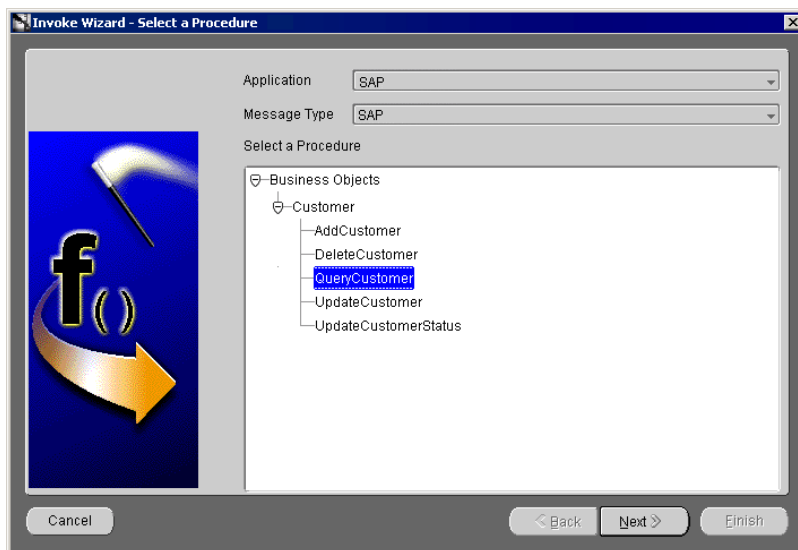 Invoke Wizard - Select a Procedure
Application SAP
Message Type SAP
Select a Procedure
Business Objects
Customer
AddCustomer
DeleteCustomer
QueryCustomer
UpdateCustomer
UpdateCustomerStatus
f()
Cancel Back Next Finish